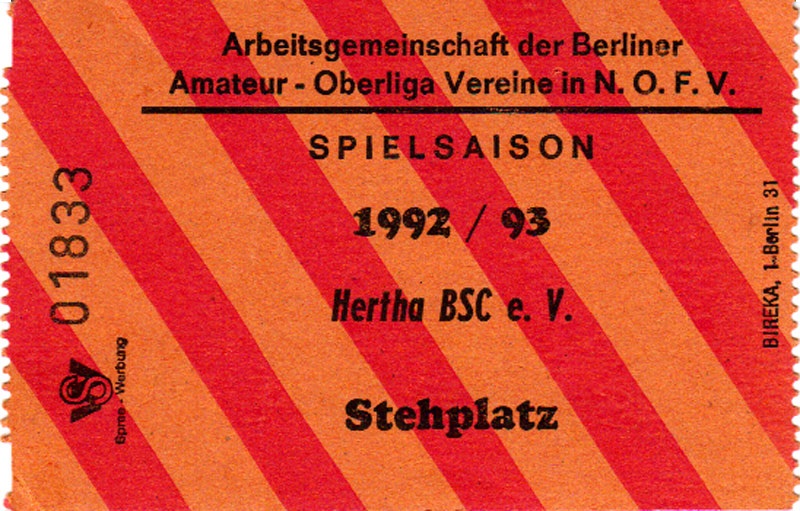 Arbeitsgemeinschaft der Berliner
Amateur - Oberliga Vereine in N. O. F. V.
SPIELSAISON
1992 / 93
Hertha BSC e. V.
Stehplatz
01833
Spree - Werbung
BIREKA, 1-Berlin 31